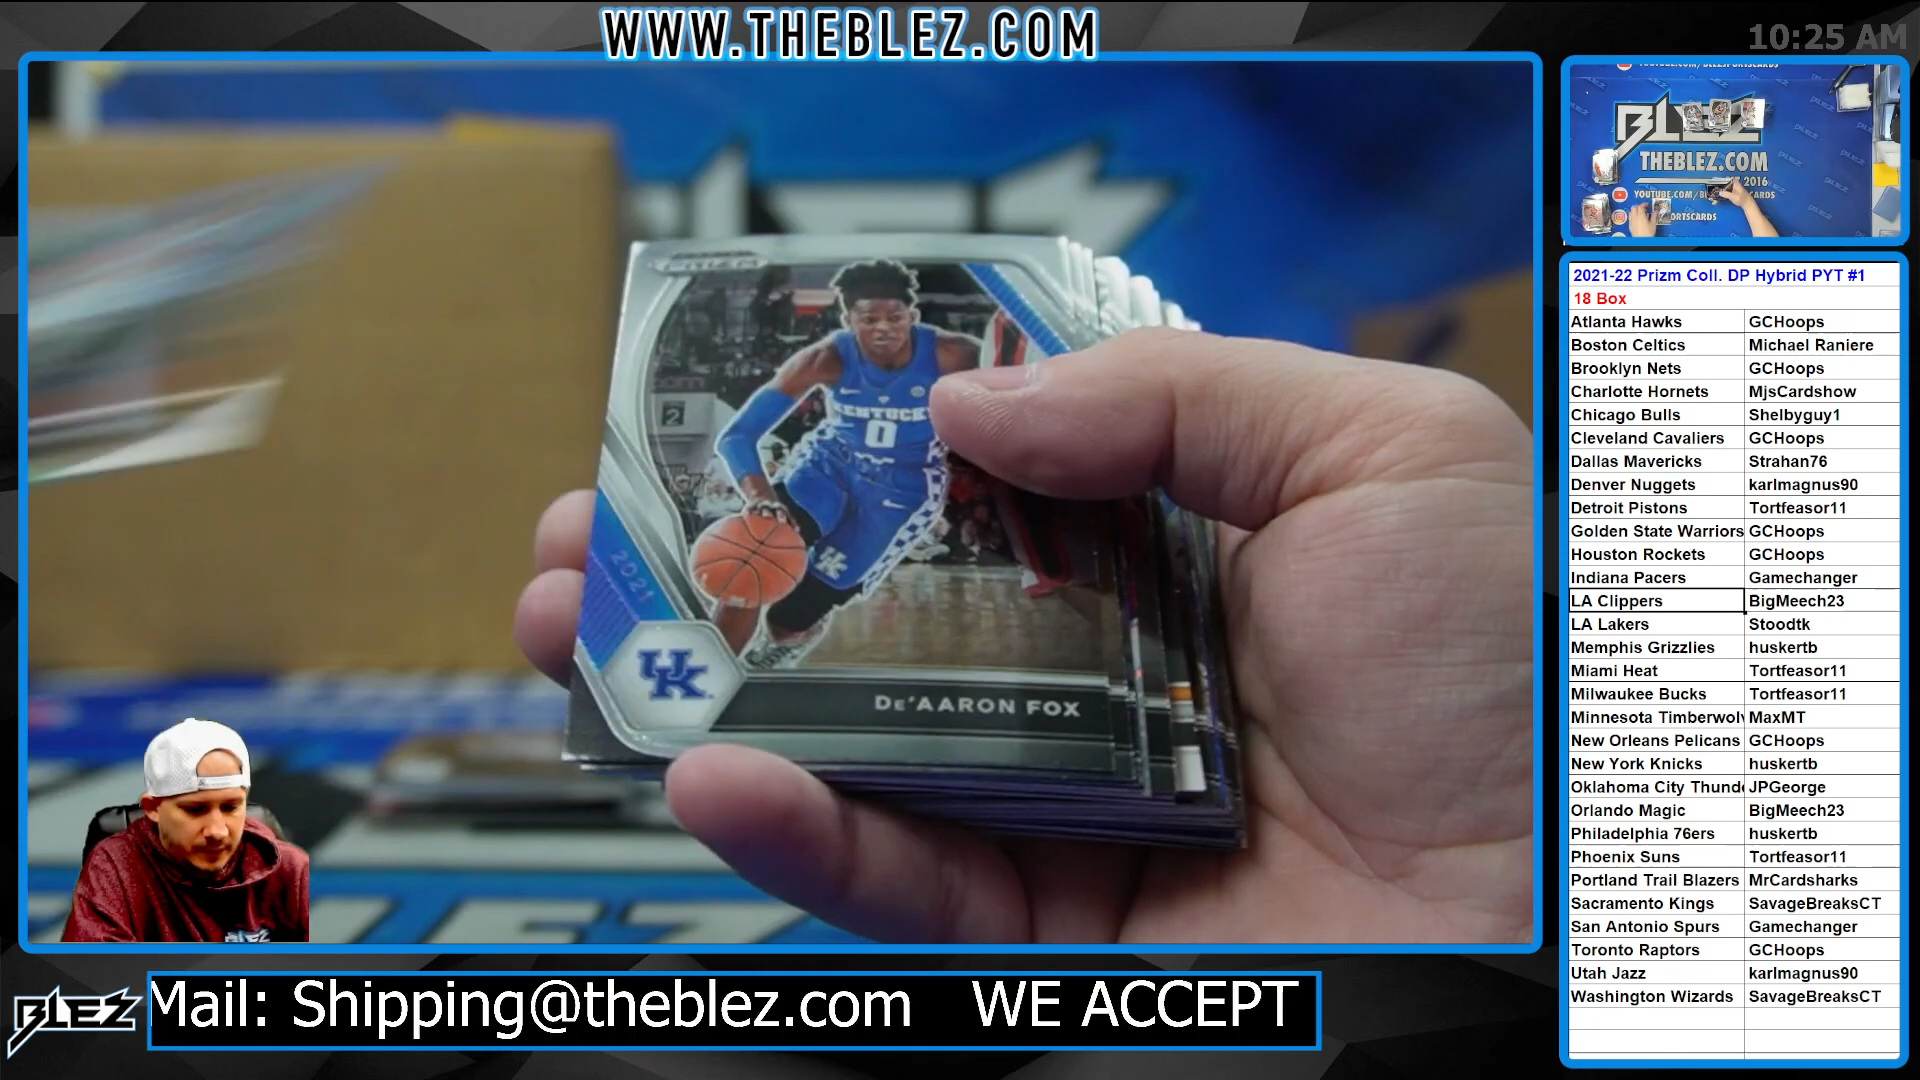 WWW.THEBLEZ.COM
10:25 AM
BLEZ
THEBLEZ.COM
2016
2021-22 Prizm Coll. DP Hybrid PYT #1
18 Box
Atlanta Hawks GCHoops
Boston Celtics Michael Raniere
Brooklyn Nets GCHoops
Charlotte Hornets MjsCardshow
Chicago Bulls Shelbyguy1
Cleveland Cavaliers GCHoops
Dallas Mavericks Strahan76
Denver Nuggets karlmagnus90
Detroit Pistons Tortfeasor11
Golden State Warriors GCHoops
Houston Rockets GCHoops
Indiana Pacers Gamechanger
LA Clippers BigMeech23
LA Lakers Stoodtk
Memphis Grizzlies huskertb
Miami Heat Tortfeasor11
Milwaukee Bucks Tortfeasor11
Minnesota Timberwolv MaxMT
New Orleans Pelicans GCHoops
New York Knicks huskertb
Oklahoma City Thunde JPGeorge
Orlando Magic BigMeech23
Philadelphia 76ers huskertb
Phoenix Suns Tortfeasor11
Portland Trail Blazers MrCardsharks
Sacramento Kings SavageBreaksCT
San Antonio Spurs Gamechanger
Toronto Raptors GCHoops
Utah Jazz karlmagnus90
Washington Wizards SavageBreaksCT
PRIZM
KENTUCKY
0
2
2021
UK
DE'AARON FOX
BLEZ
Mail: Shipping@theblez.com WE ACCEPT